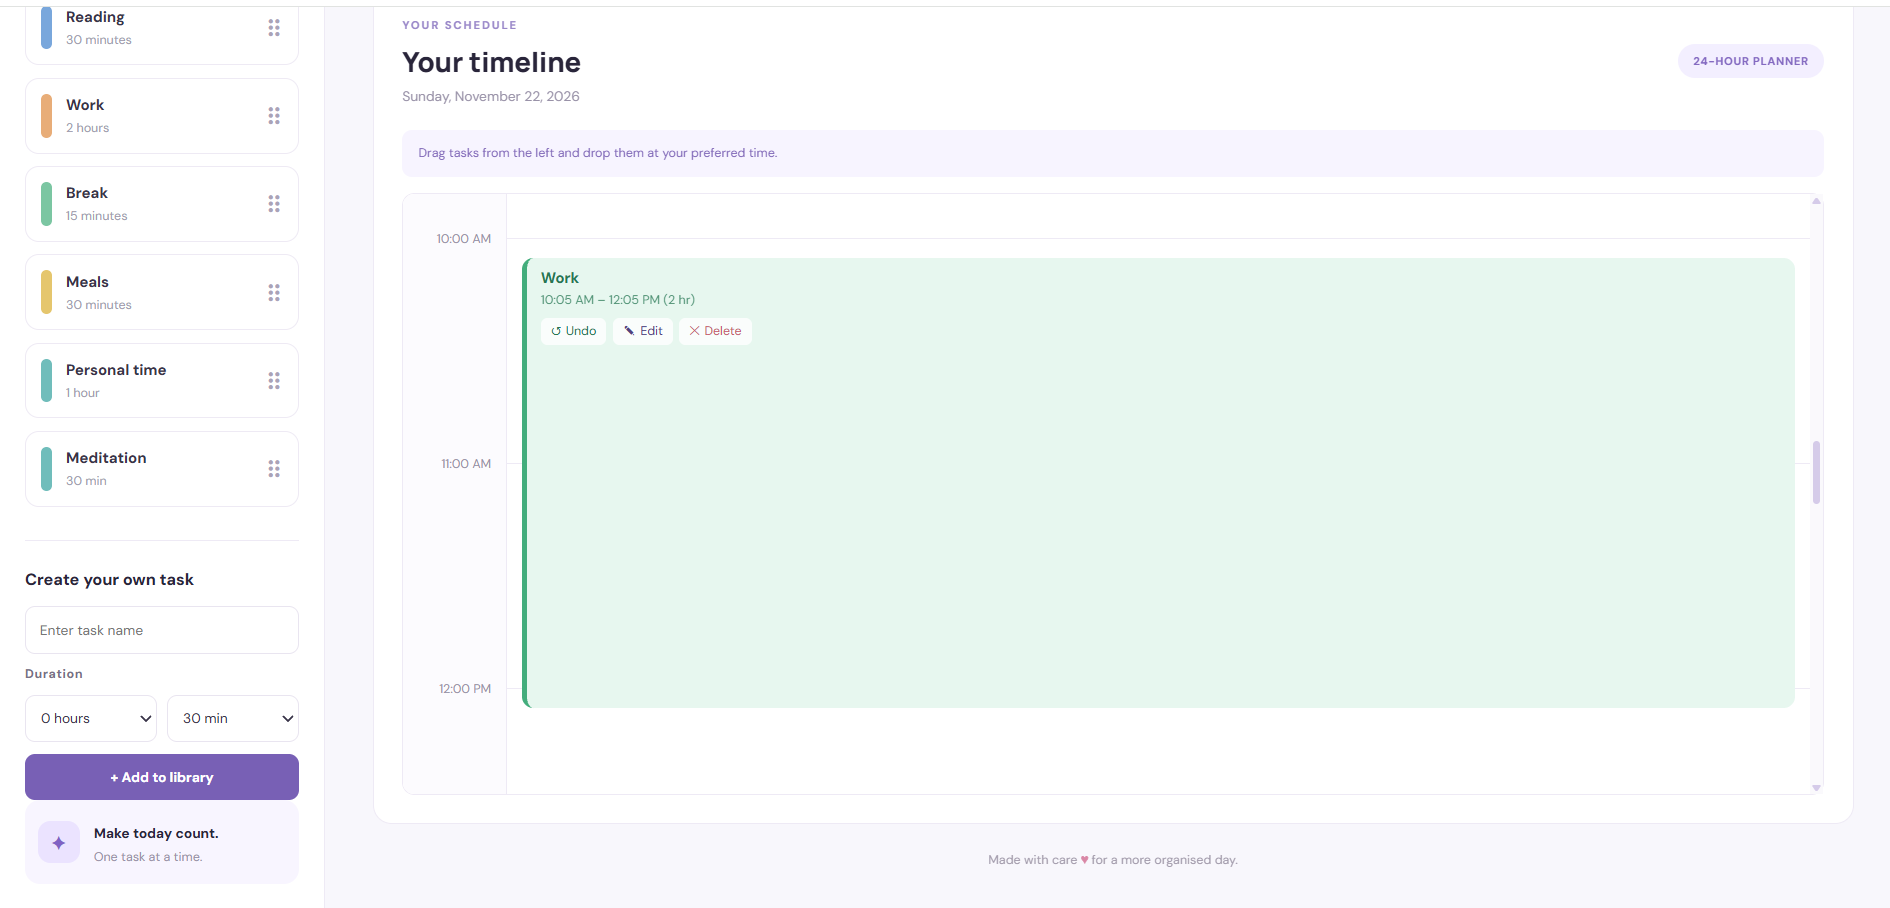 Reading
30 minutes
Work
2 hours
Break
15 minutes
Meals
30 minutes
Personal time
1 hour
Meditation
30 min
Create your own task
Enter task name
Duration
0 hours
30 min
+ Add to library
Make today count.
One task at a time.
YOUR SCHEDULE
Your timeline
24-HOUR PLANNER
Sunday, November 22, 2026
Drag tasks from the left and drop them at your preferred time.
10:00 AM
Work
10:05 AM – 12:05 PM (2 hr)
↺ Undo
✎ Edit
✕ Delete
11:00 AM
12:00 PM
Made with care ♥ for a more organised day.